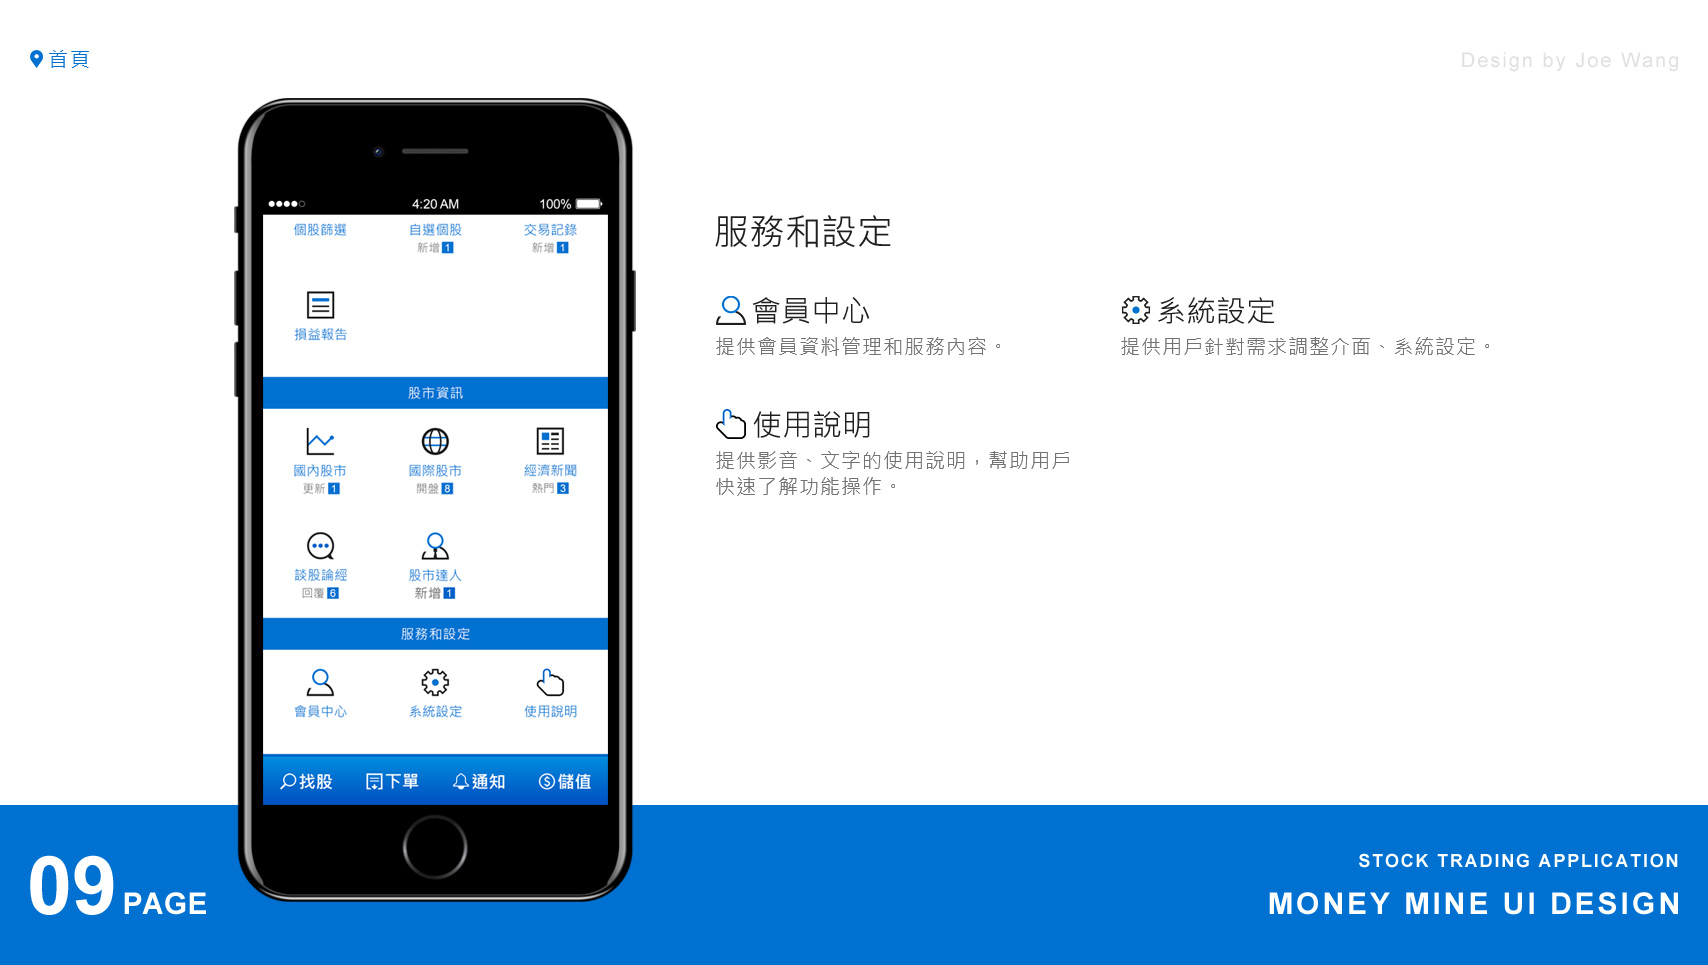 首頁
Design by Joe Wang
4:20 AM
100%
個股篩選 自選個股 交易記錄
新增 1 新增 1
損益報告
股市資訊
國內股市 國際股市 經濟新聞
更新 1 開盤 8 熱門 3
談股論經 股市達人
回覆 6 新增 1
服務和設定
會員中心 系統設定 使用說明
找股 下單 通知 儲值
服務和設定
會員中心
提供會員資料管理和服務內容。
系統設定
提供用戶針對需求調整介面、系統設定。
使用說明
提供影音、文字的使用說明，幫助用戶
快速了解功能操作。
09 PAGE
STOCK TRADING APPLICATION
MONEY MINE UI DESIGN